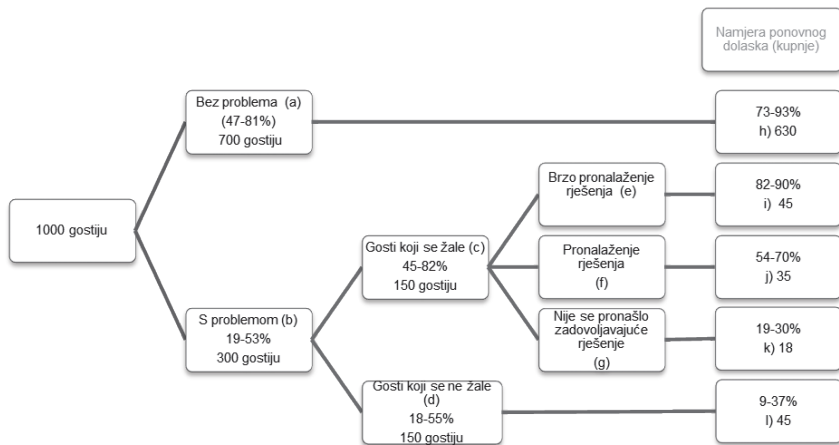 Namjera ponovnog
dolaska (kupnje)
Bez problema (a)
(47-81%)
700 gostiju
73-93%
h) 630
1000 gostiju
S problemom (b)
19-53%
300 gostiju
Gosti koji se žale (c)
45-82%
150 gostiju
Brzo pronalaženje
rješenja (e)
82-90%
i) 45
Pronalaženje
rješenja
(f)
54-70%
j) 35
Nije se pronašlo
zadovoljavajuće
rješenje
(g)
19-30%
k) 18
Gosti koji se ne žale
(d)
18-55%
150 gostiju
9-37%
l) 45